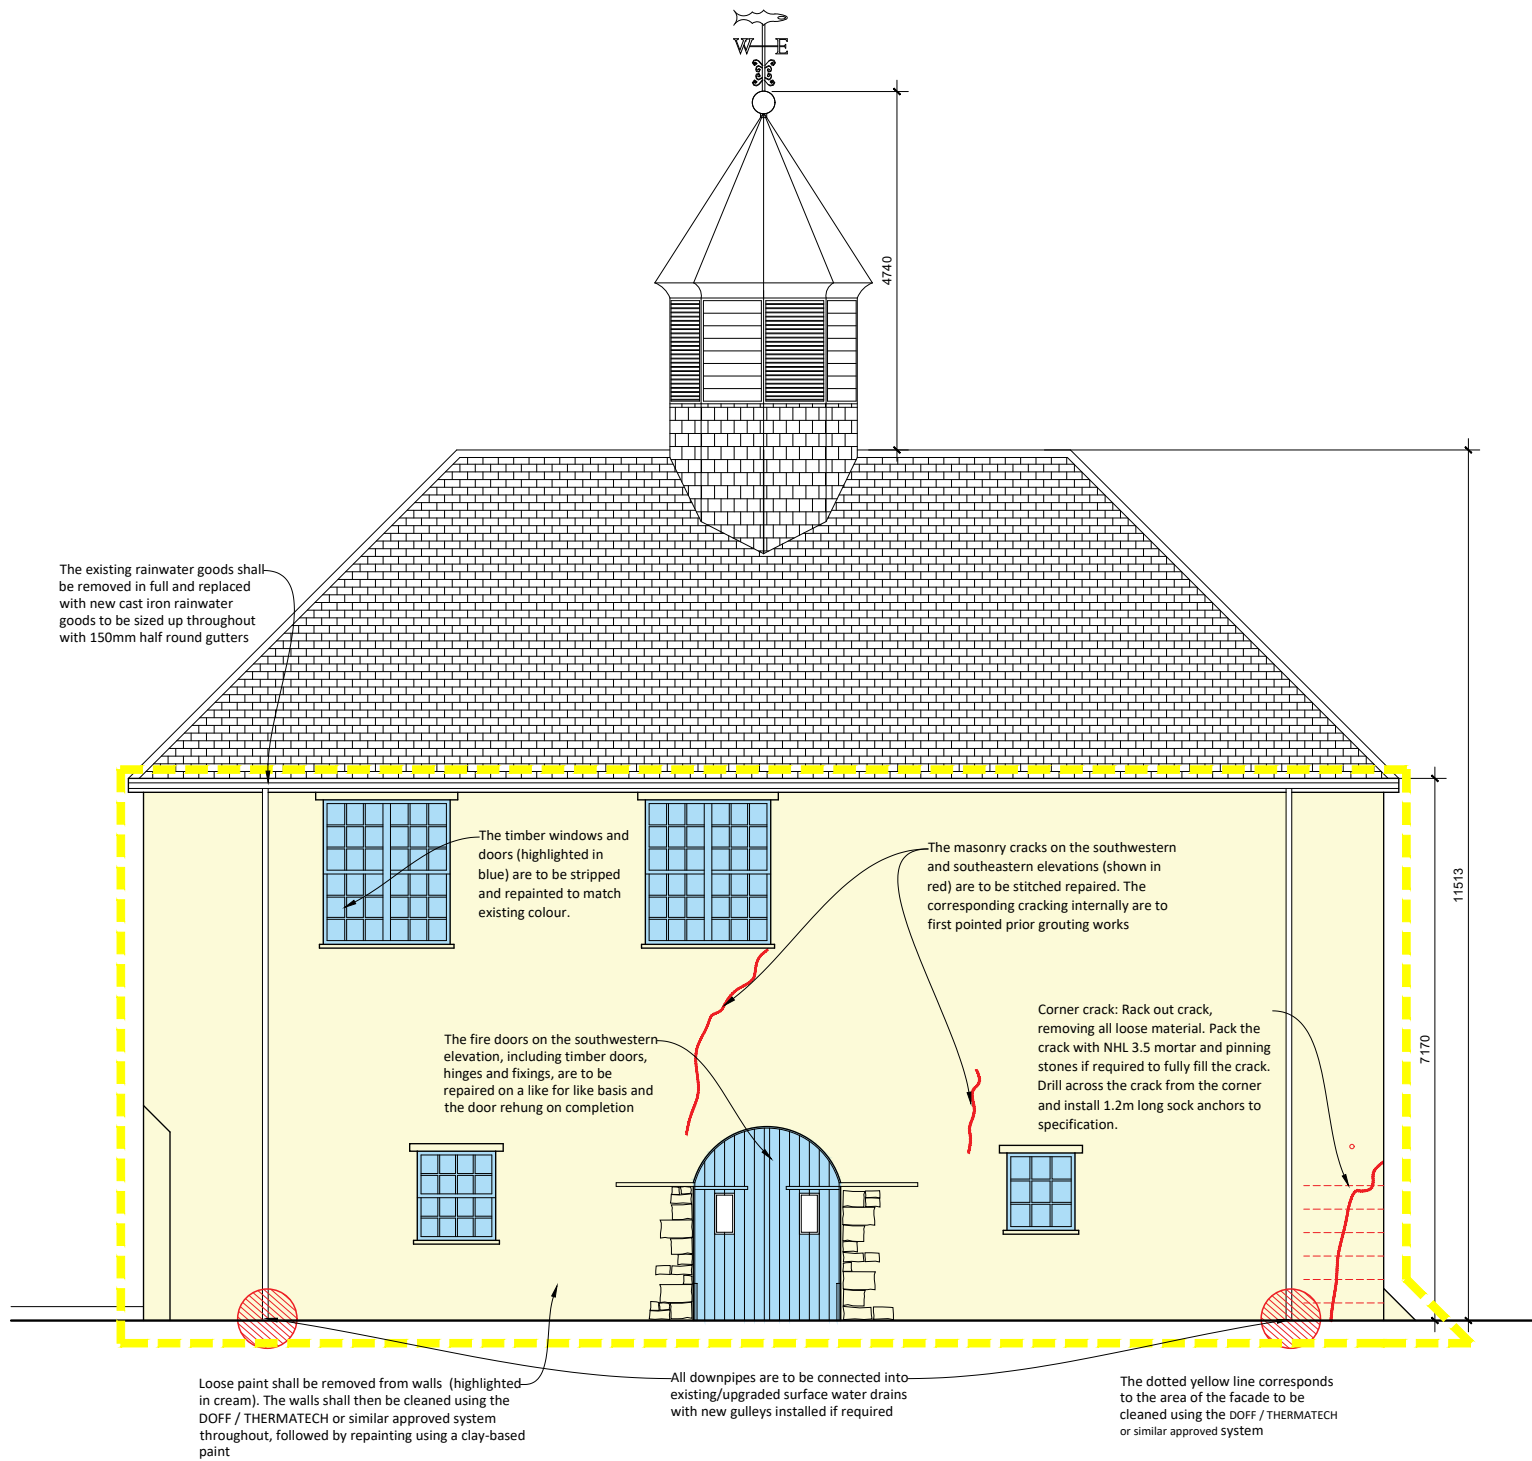 W E
4740
The existing rainwater goods shall
be removed in full and replaced
with new cast iron rainwater
goods to be sized up throughout
with 150mm half round gutters
11513
The timber windows and
doors (highlighted in
blue) are to be stripped
and repainted to match
existing colour.
The masonry cracks on the southwestern
and southeastern elevations (shown in
red) are to be stitched repaired. The
corresponding cracking internally are to
first pointed prior grouting works
7170
Corner crack: Rack out crack,
removing all loose material. Pack the
crack with NHL 3.5 mortar and pinning
stones if required to fully fill the crack.
Drill across the crack from the corner
and install 1.2m long sock anchors to
specification.
The fire doors on the southwestern
elevation, including timber doors,
hinges and fixings, are to be
repaired on a like for like basis and
the door rehung on completion
Loose paint shall be removed from walls (highlighted
in cream). The walls shall then be cleaned using the
DOFF / THERMATECH or similar approved system
throughout, followed by repainting using a clay-based
paint
All downpipes are to be connected into
existing/upgraded surface water drains
with new gulleys installed if required
The dotted yellow line corresponds
to the area of the facade to be
cleaned using the DOFF / THERMATECH
or similar approved system